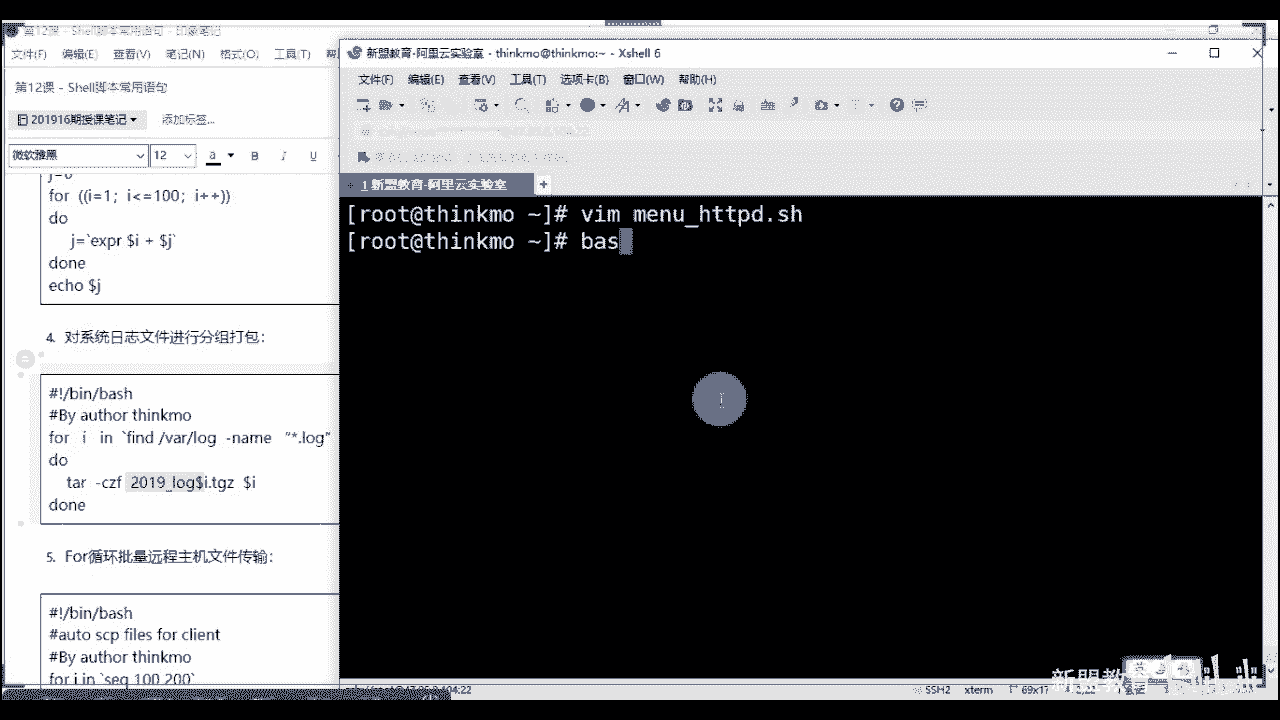 第12课 - Shell脚本常用语句 - 印象笔记
文件(F) 编辑(E) 查看(V) 笔记(N) 格式(O) 工具(T)
第12课 - Shell脚本常用语句
201916期授课笔记 添加标签...
微软雅黑 12 a B I U
j=0
for ((i=1; i<=100; i++))
do
j=`expr $i + $j`
done
echo $j
4. 对系统日志文件进行分组打包:
#!/bin/bash
#By author thinkmo
for i in `find /var/log -name "*.log"
do
tar -czf 2019_log$i.tgz $i
done
5. For循环批量远程主机文件传输:
#!/bin/bash
#auto scp files for client
#By author thinkmo
for i in `seq 100 200`
新盟教育-阿里云实验室 - thinkmo@thinkmo:~ - Xshell 6
文件(F) 编辑(E) 查看(V) 工具(T) 选项卡(B) 窗口(W) 帮助(H)
1 新盟教育-阿里云实验室
[root@thinkmo ~]# vim menu_httpd.sh
[root@thinkmo ~]# bas
SSH2 xterm
新盟教育